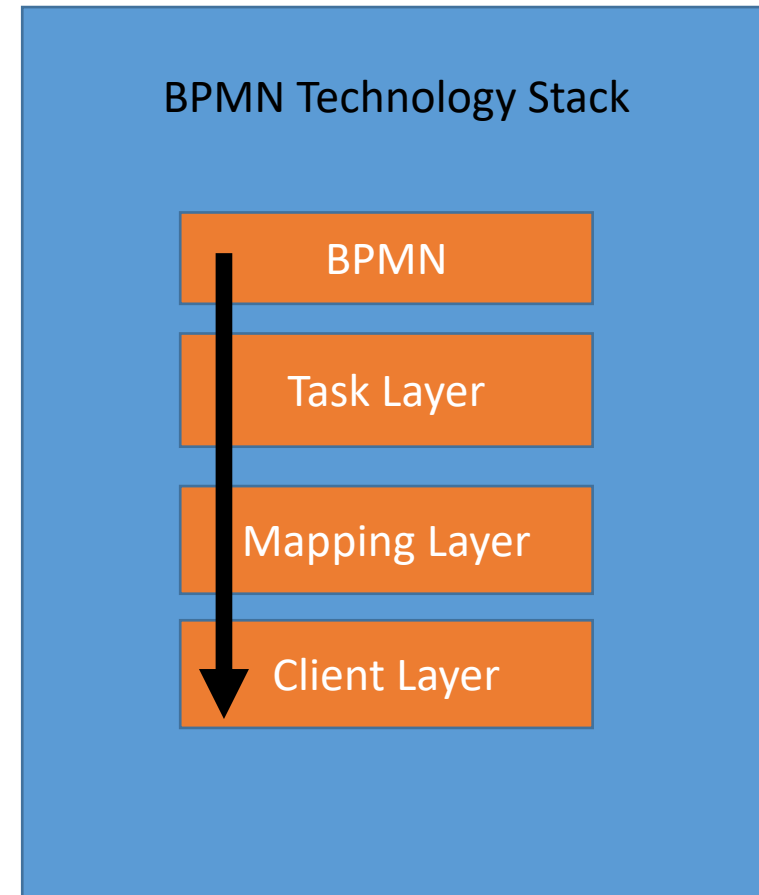 BPMN Technology Stack
BPMN
Task Layer
Mapping Layer
Client Layer